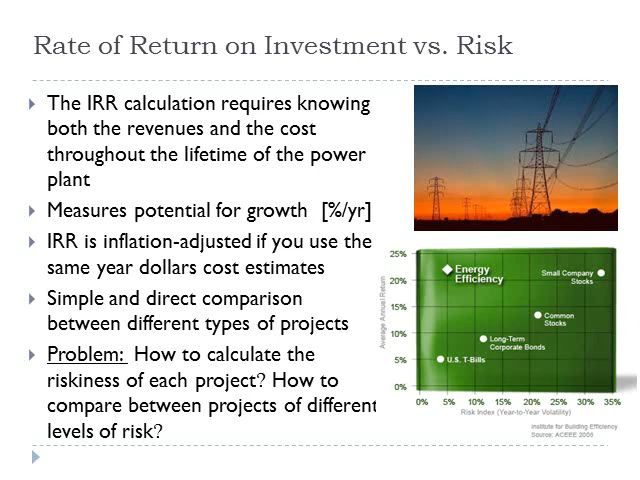 Rate of Return on Investment vs. Risk
The IRR calculation requires knowing
both the revenues and the cost
throughout the lifetime of the power
plant
Measures potential for growth [%/yr]
IRR is inflation-adjusted if you use the
same year dollars cost estimates
Simple and direct comparison
between different types of projects
Problem: How to calculate the
riskiness of each project? How to
compare between projects of different
levels of risk?
Average Annual Return
25%
20%
15%
10%
5%
0%
Energy
Efficiency
Small Company
Stocks
Common
Stocks
Long-Term
Corporate Bonds
U.S. T-Bills
0% 5% 10% 15% 21% 22% 30% 35%
Risk Index (Year-to-Year Volatility)
Institute for Building Efficiency